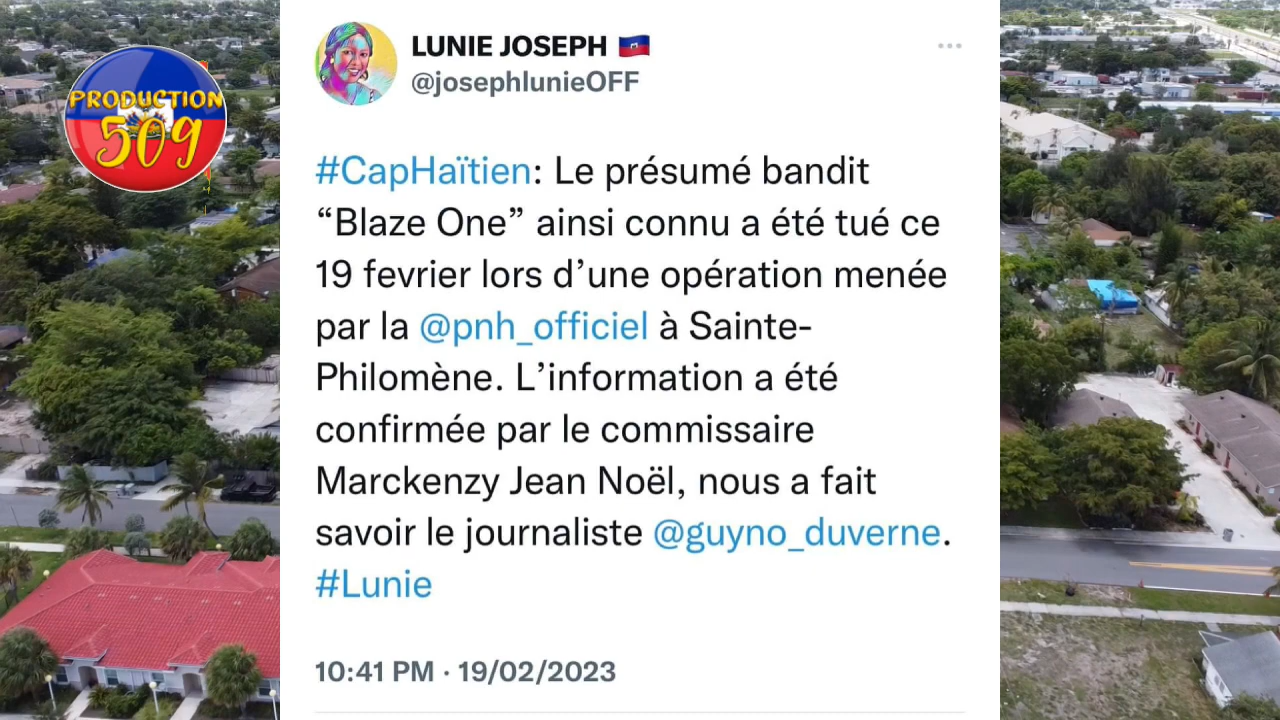 PRODUCTION
509
LUNIE JOSEPH 🇭🇹
@josephlunieOFF
#CapHaïtien: Le présumé bandit
“Blaze One” ainsi connu a été tué ce
19 fevrier lors d’une opération menée
par la @pnh_officiel à Sainte-
Philomène. L’information a été
confirmée par le commissaire
Marckenzy Jean Noël, nous a fait
savoir le journaliste @guyno_duverne.
#Lunie
10:41 PM · 19/02/2023